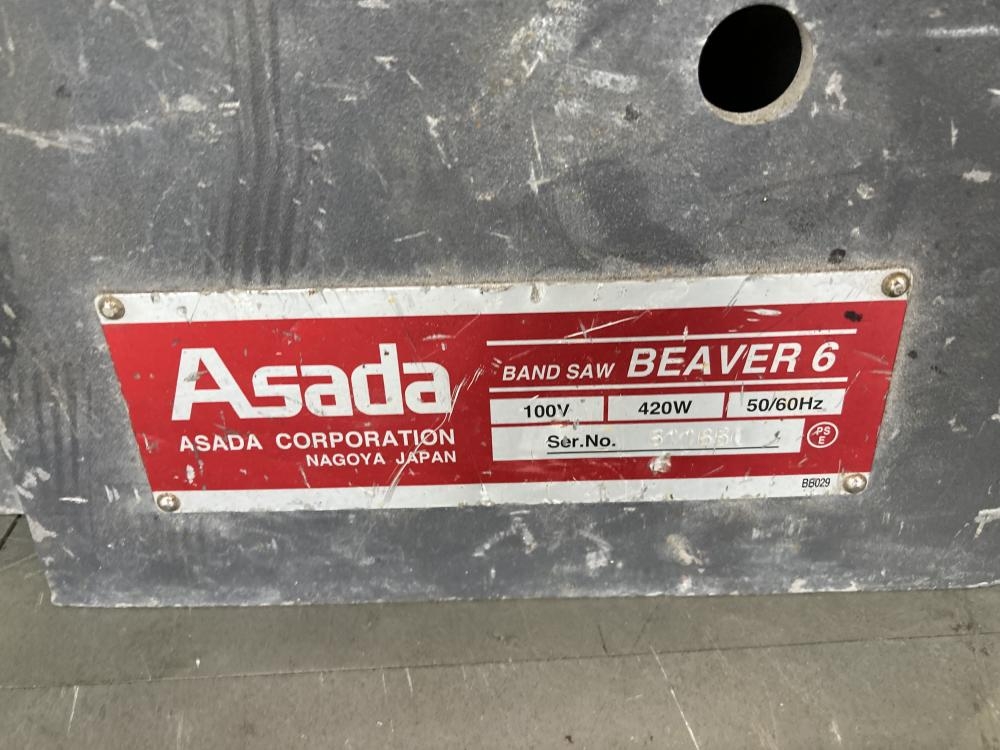 Asada
ASADA CORPORATION
NAGOYA JAPAN
BAND SAW BEAVER 6
100V 420W 50/60Hz
Ser.No.
PS
E
BB029